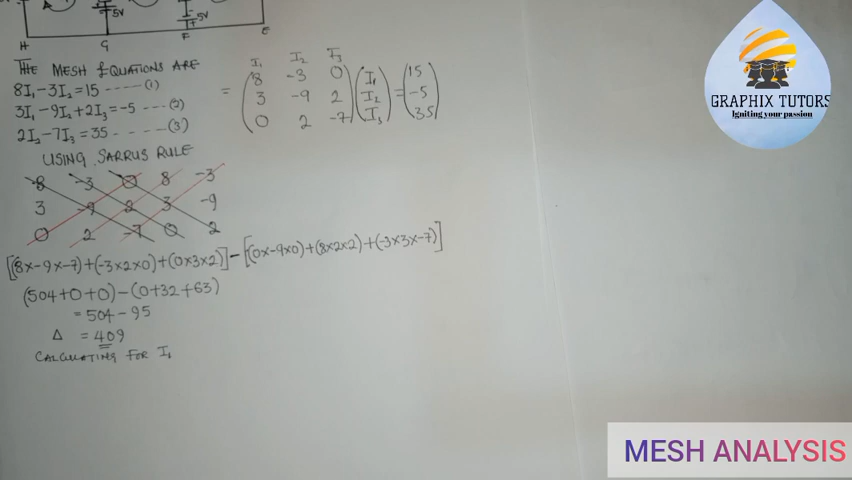 5V
5V
H G F E
THE MESH EQUATIONS ARE
8I₁-3I₂=15 ----- (1)
3I₁-9I₂+2I₃=-5 ---- (2)
2I₂-7I₃=35 - - - - - (3)
I₁ I₂ I₃
= (8 -3 0) (I₁) = (15)
(3 -9 2) (I₂) (-5)
(0 2 -7) (I₃) (35)
USING SARRUS RULE
8 -3 0 8 -3
3 -9 2 3 -9
0 2 -7 0 2
[(8x-9x-7)+(-3x2x0)+(0x3x2)] - [(0x-9x0)+(8x2x2)+(-3x3x-7)]
(504+0+0)-(0+32+63)
= 504-95
Δ = 409
CALCULATING FOR I₁
GRAPHIX TUTORS
Igniting your passion
MESH ANALYSIS